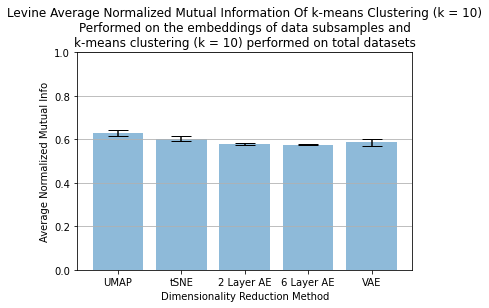 Levine Average Normalized Mutual Information Of k-means Clustering (k = 10)
Performed on the embeddings of data subsamples and
k-means clustering (k = 10) performed on total datasets
1.0
0.8
0.6
0.4
0.2
0.0
Average Normalized Mutual Info
UMAP
tSNE
2 Layer AE
6 Layer AE
VAE
Dimensionality Reduction Method